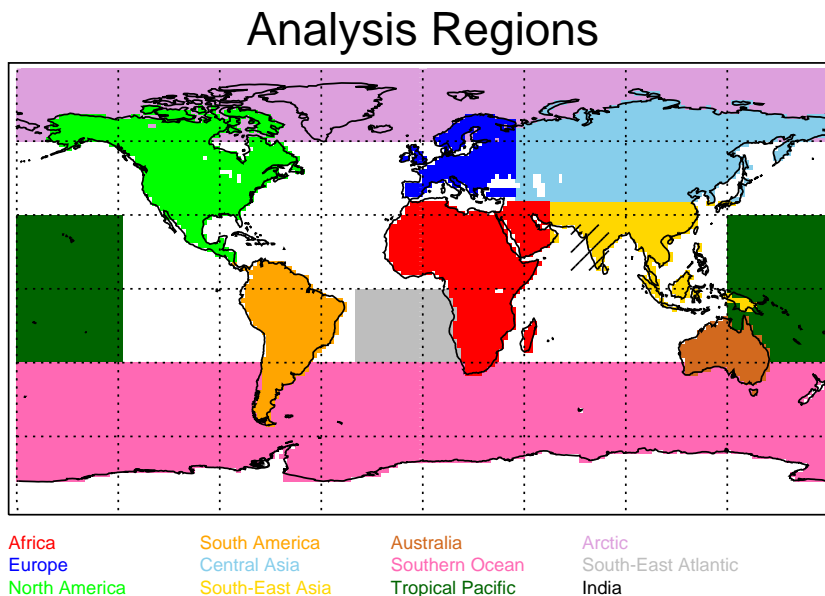 Analysis Regions
Africa South America Australia Arctic
Europe Central Asia Southern Ocean South-East Atlantic
North America South-East Asia Tropical Pacific India